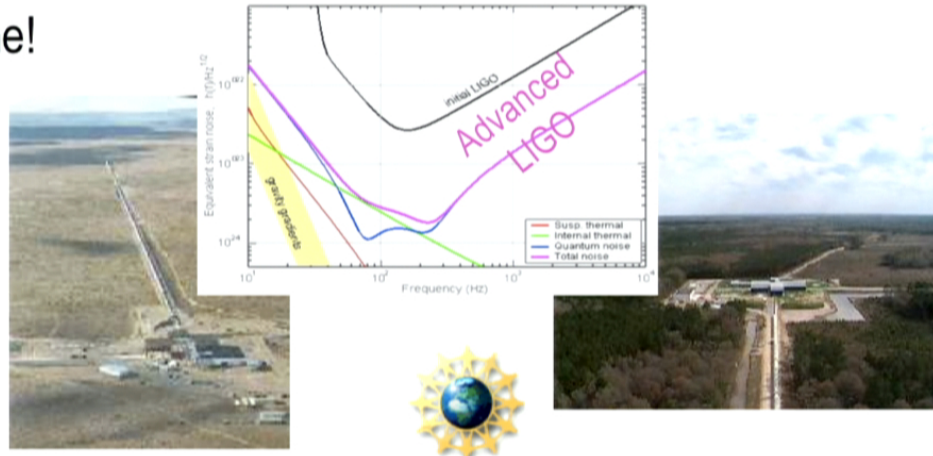 e!
10^-22
10^-23
10^-24
Equivalent strain noise, h(f)/Hz^1/2
initial LIGO
Advanced
LIGO
gravity gradients
Susp. thermal
Internal thermal
Quantum noise
Total noise
10^1
10^2
10^3
10^4
Frequency (Hz)